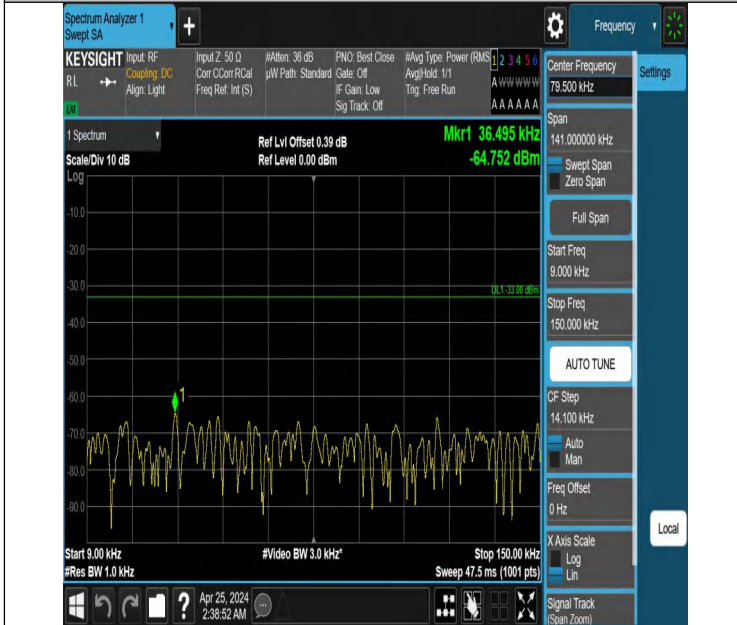 Spectrum Analyzer 1
Swept SA
+
Frequency
KEYSIGHT
RL
Input: RF
Coupling: DC
Align: Light
Input Z: 50 Ω
Corr CCorr RCal
Freq Ref: Int (S)
#Atten: 36 dB
µW Path: Standard
PNO: Best Close
Gate: Off
IF Gain: Low
Sig Track: Off
#Avg Type: Power (RMS
Avg|Hold: 1/1
Trig: Free Run
1 2 3 4 5 6
A W W W W W
A A A A A A
1 Spectrum
Scale/Div 10 dB
Log
Ref Lvl Offset 0.39 dB
Ref Level 0.00 dBm
Mkr1 36.495 kHz
-64.752 dBm
-10.0
-20.0
-30.0
DL1 -33.00 dBm
-40.0
-50.0
-60.0
1
-70.0
-80.0
-90.0
Start 9.00 kHz
#Video BW 3.0 kHz*
Stop 150.00 kHz
#Res BW 1.0 kHz
Sweep 47.5 ms (1001 pts)
?
Apr 25, 2024
2:38:52 AM
Center Frequency
79.500 kHz
Settings
Span
141.000000 kHz
Swept Span
Zero Span
Full Span
Start Freq
9.000 kHz
Stop Freq
150.000 kHz
AUTO TUNE
CF Step
14.100 kHz
Auto
Man
Freq Offset
0 Hz
Local
X Axis Scale
Log
Lin
Signal Track
(Span Zoom)